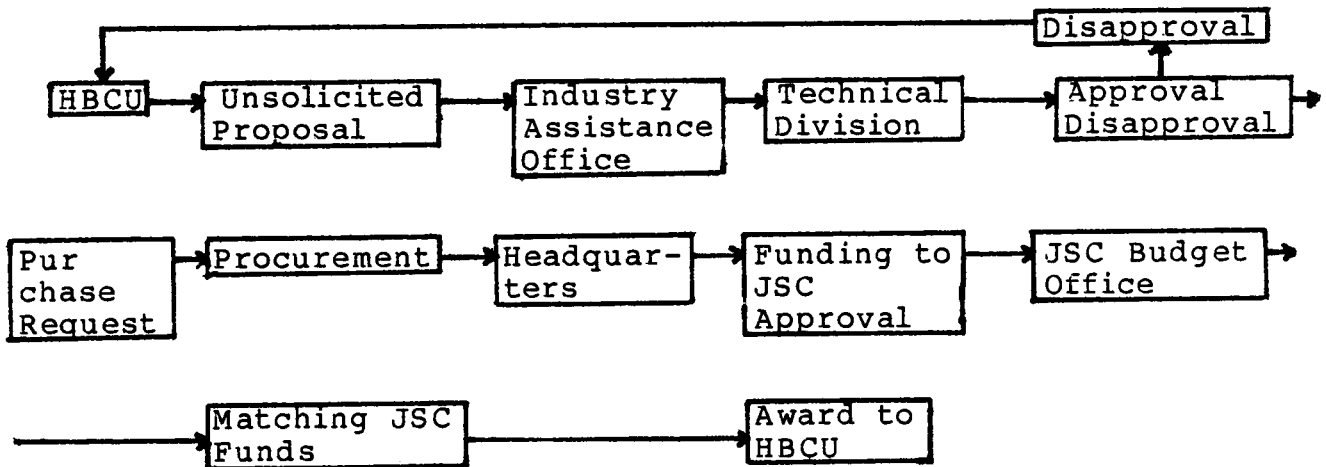 Disapproval
HBCU
Unsolicited
Proposal
Industry
Assistance
Office
Technical
Division
Approval
Disapproval
Pur
chase
Request
Procurement
Headquar-
ters
Funding to
JSC
Approval
JSC Budget
Office
Matching JSC
Funds
Award to
HBCU